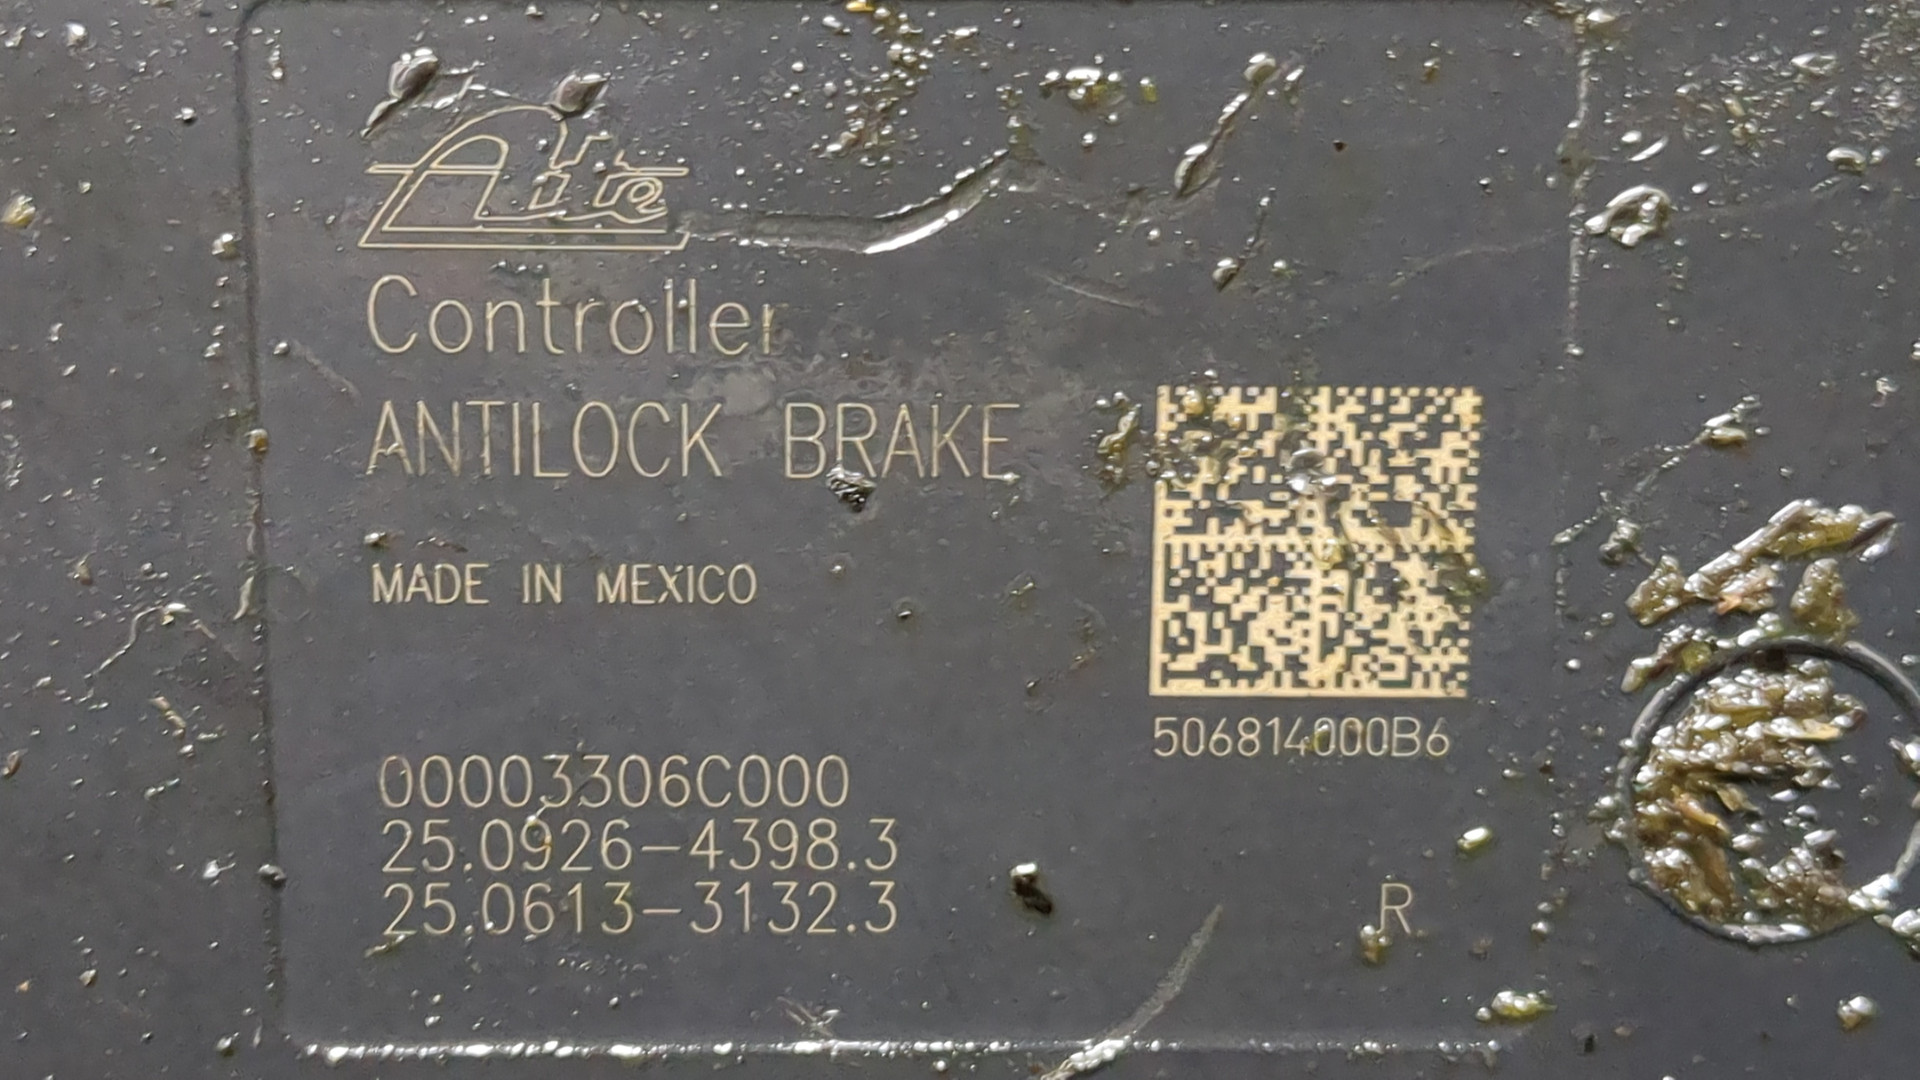 Ate
Controller
ANTILOCK BRAKE
MADE IN MEXICO
506814000B6
00003306C000
25.0926-4398.3
25.0613-3132.3
R